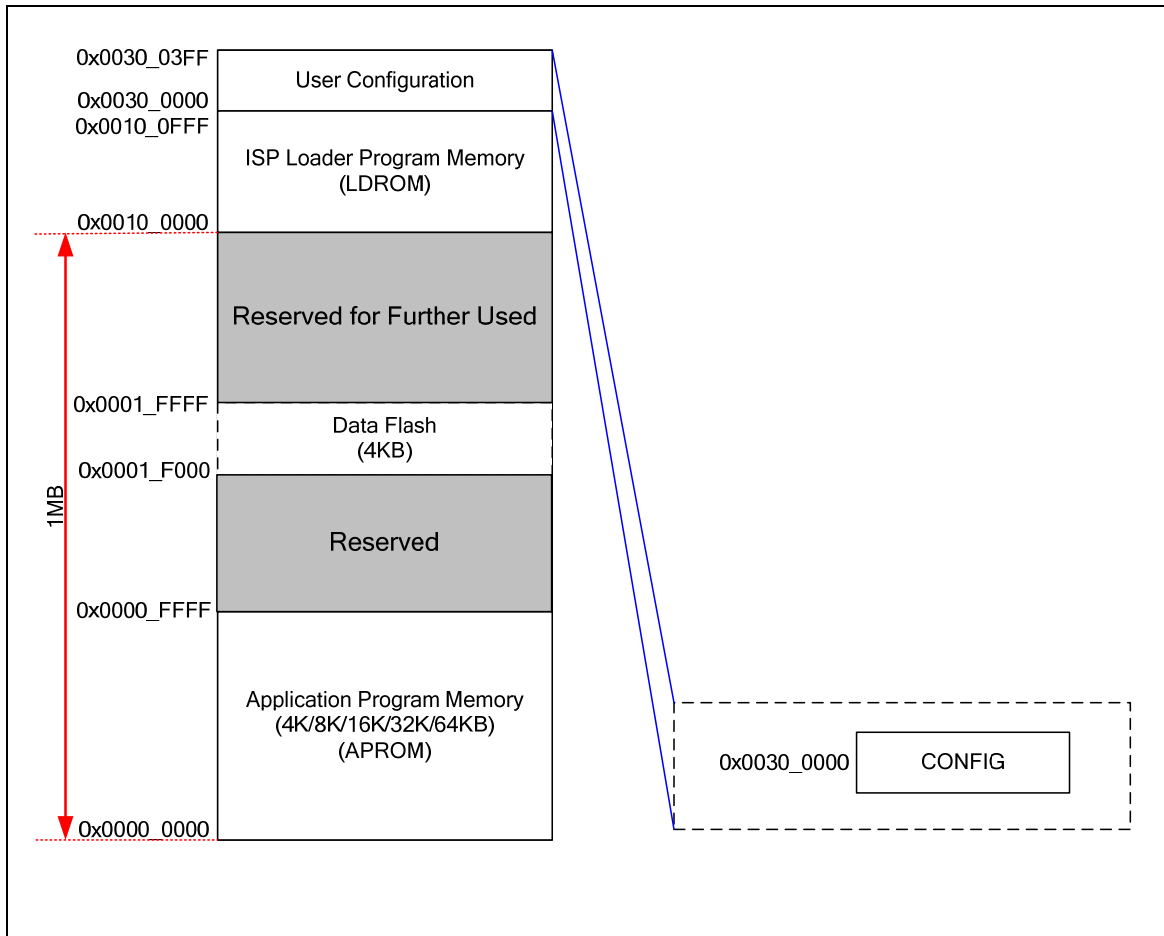 0x0030_03FF
User Configuration
0x0030_0000
0x0010_0FFF
ISP Loader Program Memory
(LDROM)
0x0010_0000
Reserved for Further Used
0x0001_FFFF
Data Flash
(4KB)
0x0001_F000
1MB
Reserved
0x0000_FFFF
Application Program Memory
(4K/8K/16K/32K/64KB)
(APROM)
0x0000_0000
0x0030_0000
CONFIG